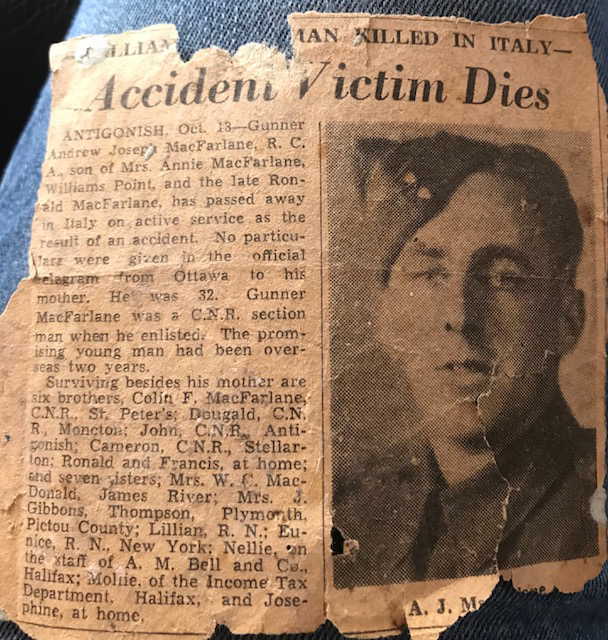 MAN KILLED IN ITALY—
Accident Victim Dies
ANTIGONISH, Oct. 13—Gunner
Andrew Joseph MacFarlane, R. C.
A., son of Mrs. Annie MacFarlane,
Williams Point, and the late Ron-
ald MacFarlane, has passed away
in Italy on active service as the
result of an accident. No particu-
lars were given in the official
telegram from Ottawa to his
mother. He was 32. Gunner
MacFarlane was a C.N.R. section
man when he enlisted. The prom-
ising young man had been over-
seas two years.
Surviving besides his mother are
six brothers, Colin F. MacFarlane,
C.N.R., St. Peter's; Dougald, C.N.
R., Moncton; John, C.N.R., Anti-
gonish; Cameron, C.N.R., Stellar-
ton; Ronald and Francis, at home;
and seven sisters; Mrs. W. C. Mac-
Donald, James River; Mrs. J.
Gibbons, Thompson, Plymouth,
Pictou County; Lillian, R. N.; Eu-
nice, R. N., New York; Nellie, on
the staff of A. M. Bell and Co.,
Halifax; Mollie, of the Income Tax
Department, Halifax, and Jose-
phine, at home.
A. J.